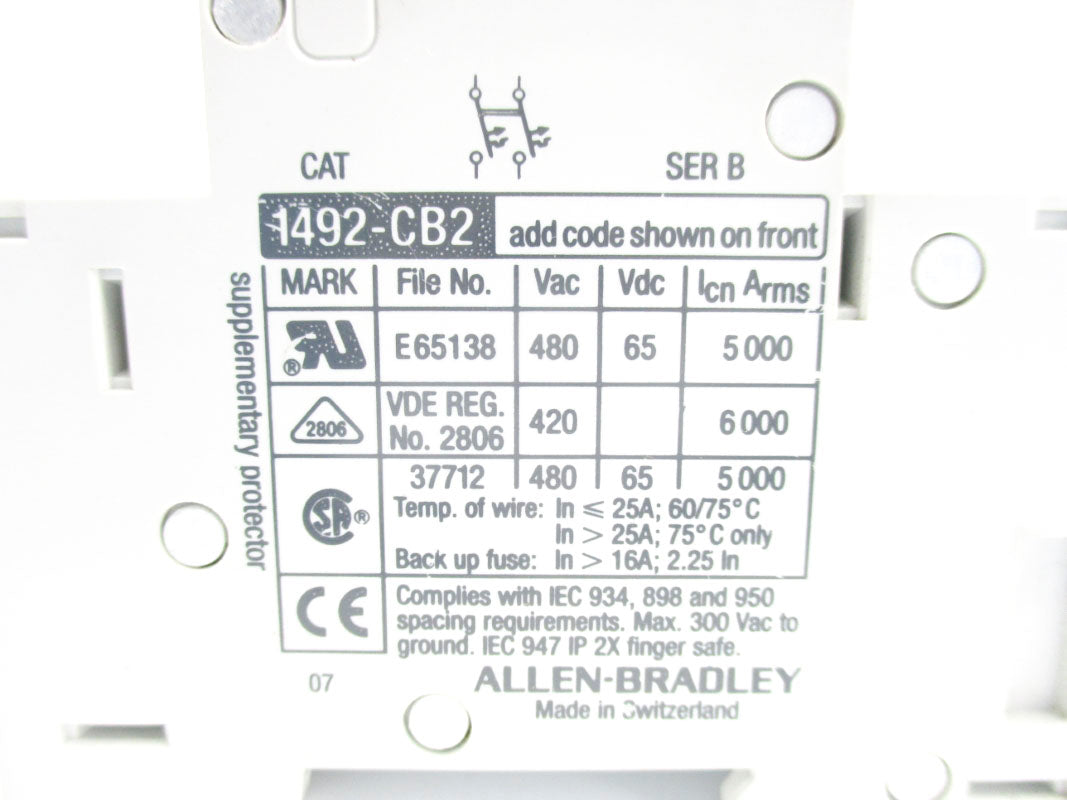 CAT SER B
1492-CB2 add code shown on front
MARK File No. Vac Vdc Icn Arms
RU® E65138 480 65 5000
2806 VDE REG. No. 2806 420 6000
37712 480 65 5000
SA®
Temp. of wire: In ≤ 25A; 60/75°C
In > 25A; 75°C only
Back up fuse: In > 16A; 2.25 In
CE
Complies with IEC 934, 898 and 950
spacing requirements. Max. 300 Vac to
ground. IEC 947 IP 2X finger safe.
07
ALLEN-BRADLEY
Made in Switzerland
supplementary protector